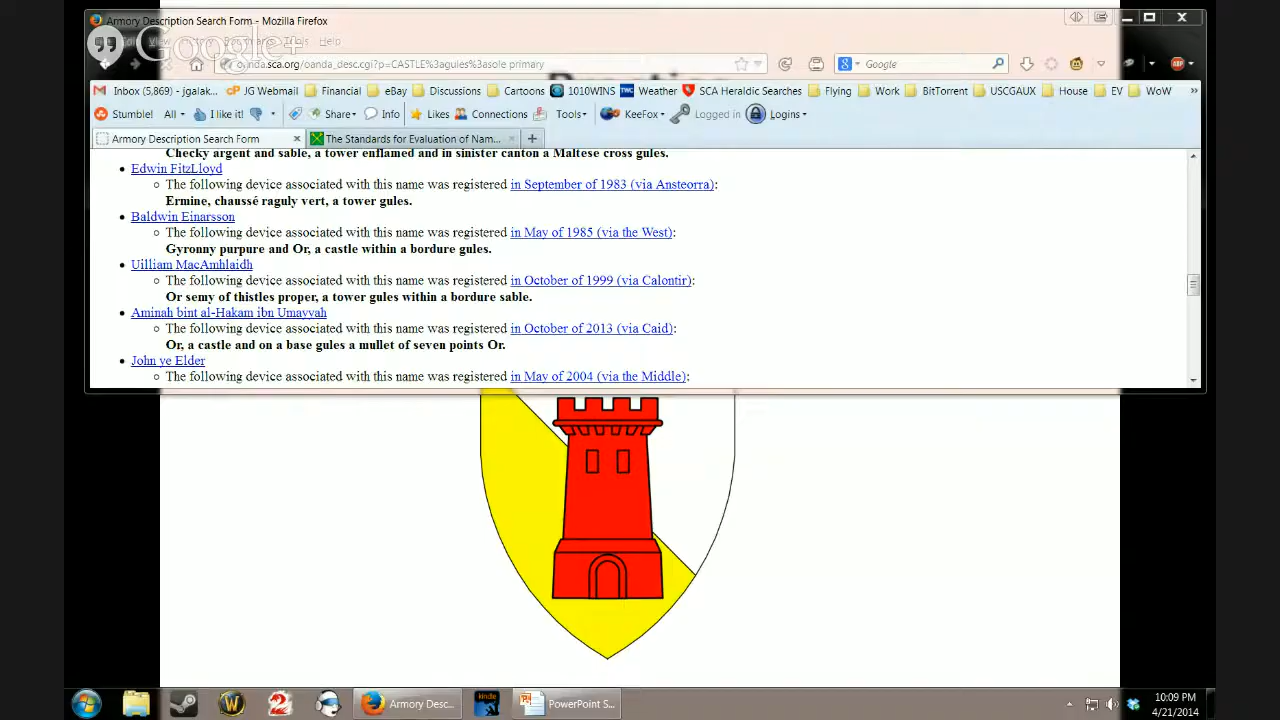 Armory Description Search Form - Mozilla Firefox
View Help
Google+
oanda.sca.org/oanda_desc.cgi?p=CASTLE%3agules%3asole primary
Google
Inbox (5,869) - jgalak... JG Webmail Financial eBay Discussions Cartoons 1010WINS Weather SCA Heraldic Searches Flying Work BitTorrent USCGAUX House EV WoW »
Stumble! All I like it! Share Info Likes Connections Tools KeeFox Logged in Logins
Armory Description Search Form × The Standards for Evaluation of Nam... × +
Checky argent and sable, a tower enflamed and in sinister canton a Maltese cross gules.
• Edwin FitzLloyd
The following device associated with this name was registered in September of 1983 (via Ansteorra):
Ermine, chaussé raguly vert, a tower gules.
• Baldwin Einarsson
The following device associated with this name was registered in May of 1985 (via the West):
Gyronny purpure and Or, a castle within a bordure gules.
• Uilliam MacAmhlaidh
The following device associated with this name was registered in October of 1999 (via Calontir):
Or semy of thistles proper, a tower gules within a bordure sable.
• Aminah bint al-Hakam ibn Umayyah
The following device associated with this name was registered in October of 2013 (via Caid):
Or, a castle and on a base gules a mullet of seven points Or.
• John ye Elder
The following device associated with this name was registered in May of 2004 (via the Middle):
Armory Desc... kindle PowerPoint S...
10:09 PM
4/21/2014